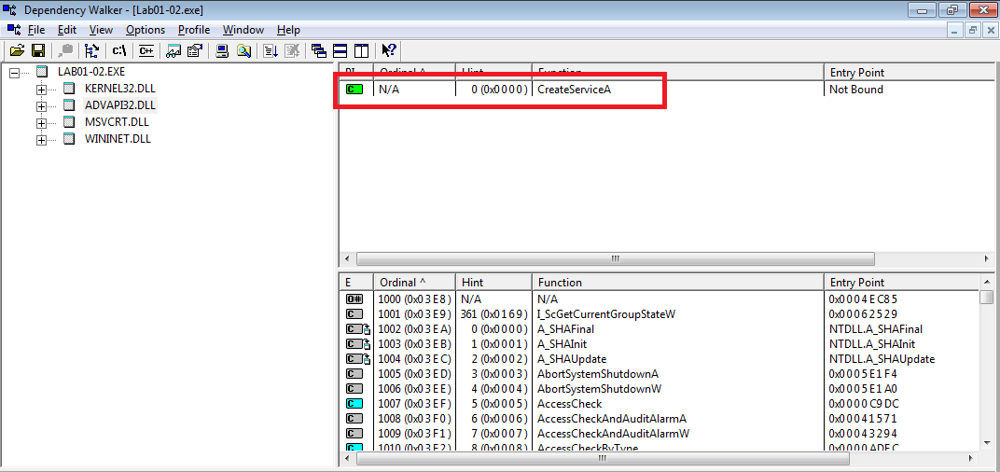 Dependency Walker - [Lab01-02.exe]
File Edit View Options Profile Window Help
c:\ C++
LAB01-02.EXE
KERNEL32.DLL
ADVAPI32.DLL
MSVCRT.DLL
WININET.DLL
PI Ordinal ^ Hint Function Entry Point
C N/A 0 (0x0000) CreateServiceA Not Bound
E Ordinal ^ Hint Function Entry Point
O# 1000 (0x03E8) N/A N/A 0x0004EC85
C 1001 (0x03E9) 361 (0x0169) I_ScGetCurrentGroupStateW 0x00062529
C 1002 (0x03EA) 0 (0x0000) A_SHAFinal NTDLL.A_SHAFinal
C 1003 (0x03EB) 1 (0x0001) A_SHAInit NTDLL.A_SHAInit
C 1004 (0x03EC) 2 (0x0002) A_SHAUpdate NTDLL.A_SHAUpdate
C 1005 (0x03ED) 3 (0x0003) AbortSystemShutdownA 0x0005E1F4
C 1006 (0x03EE) 4 (0x0004) AbortSystemShutdownW 0x0005E1A0
C 1007 (0x03EF) 5 (0x0005) AccessCheck 0x0000C9DC
C 1008 (0x03F0) 6 (0x0006) AccessCheckAndAuditAlarmA 0x00041571
C 1009 (0x03F1) 7 (0x0007) AccessCheckAndAuditAlarmW 0x00043294
C 1010 (0x03F2) 8 (0x0008) AccessCheckByType 0x0000ADEC